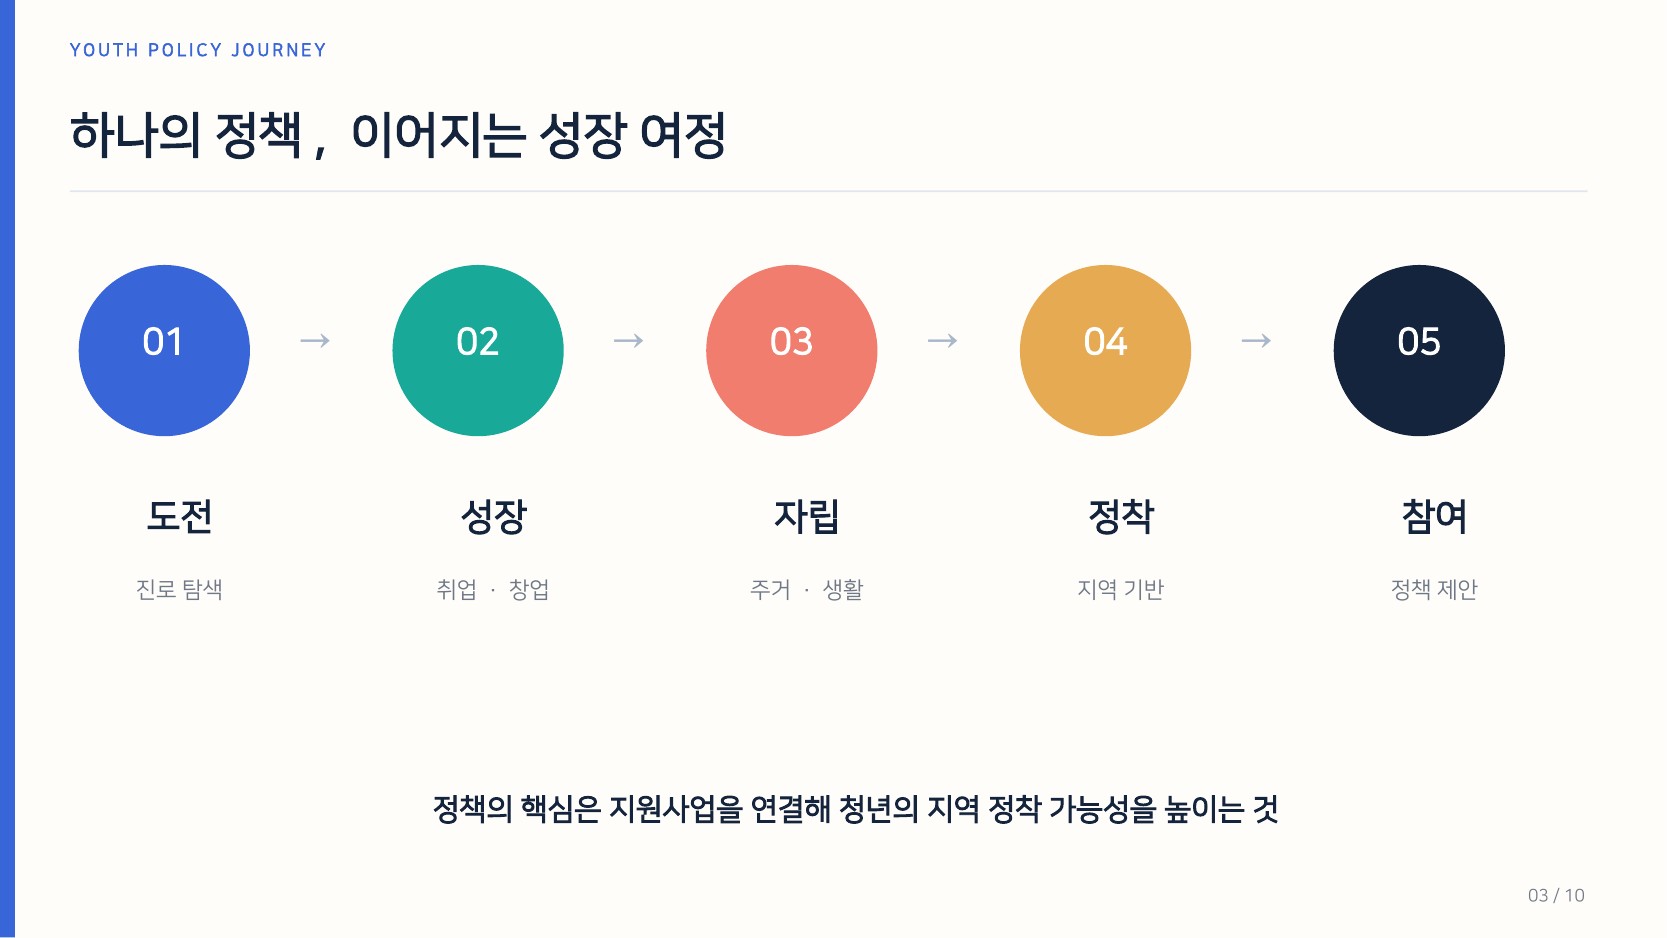 YOUTH POLICY JOURNEY
하나의 정책 , 이어지는 성장 여정
01 → 02 → 03 → 04 → 05
도전 성장 자립 정착 참여
진로 탐색 취업 · 창업 주거 · 생활 지역 기반 정책 제안
정책의 핵심은 지원사업을 연결해 청년의 지역 정착 가능성을 높이는 것
03 / 10